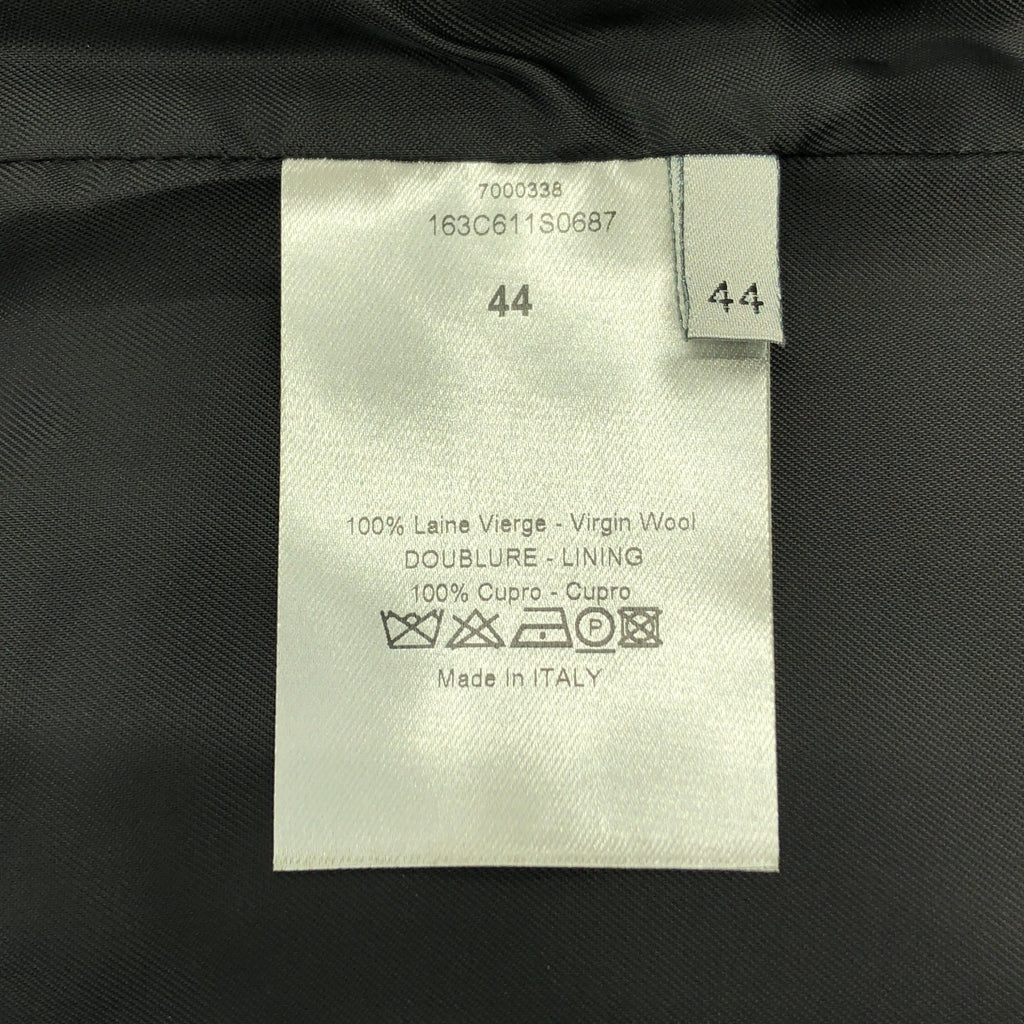 7000338
163C611S0687
44
44
100% Laine Vierge - Virgin Wool
DOUBLURE - LINING
100% Cupro - Cupro
P
Made In ITALY